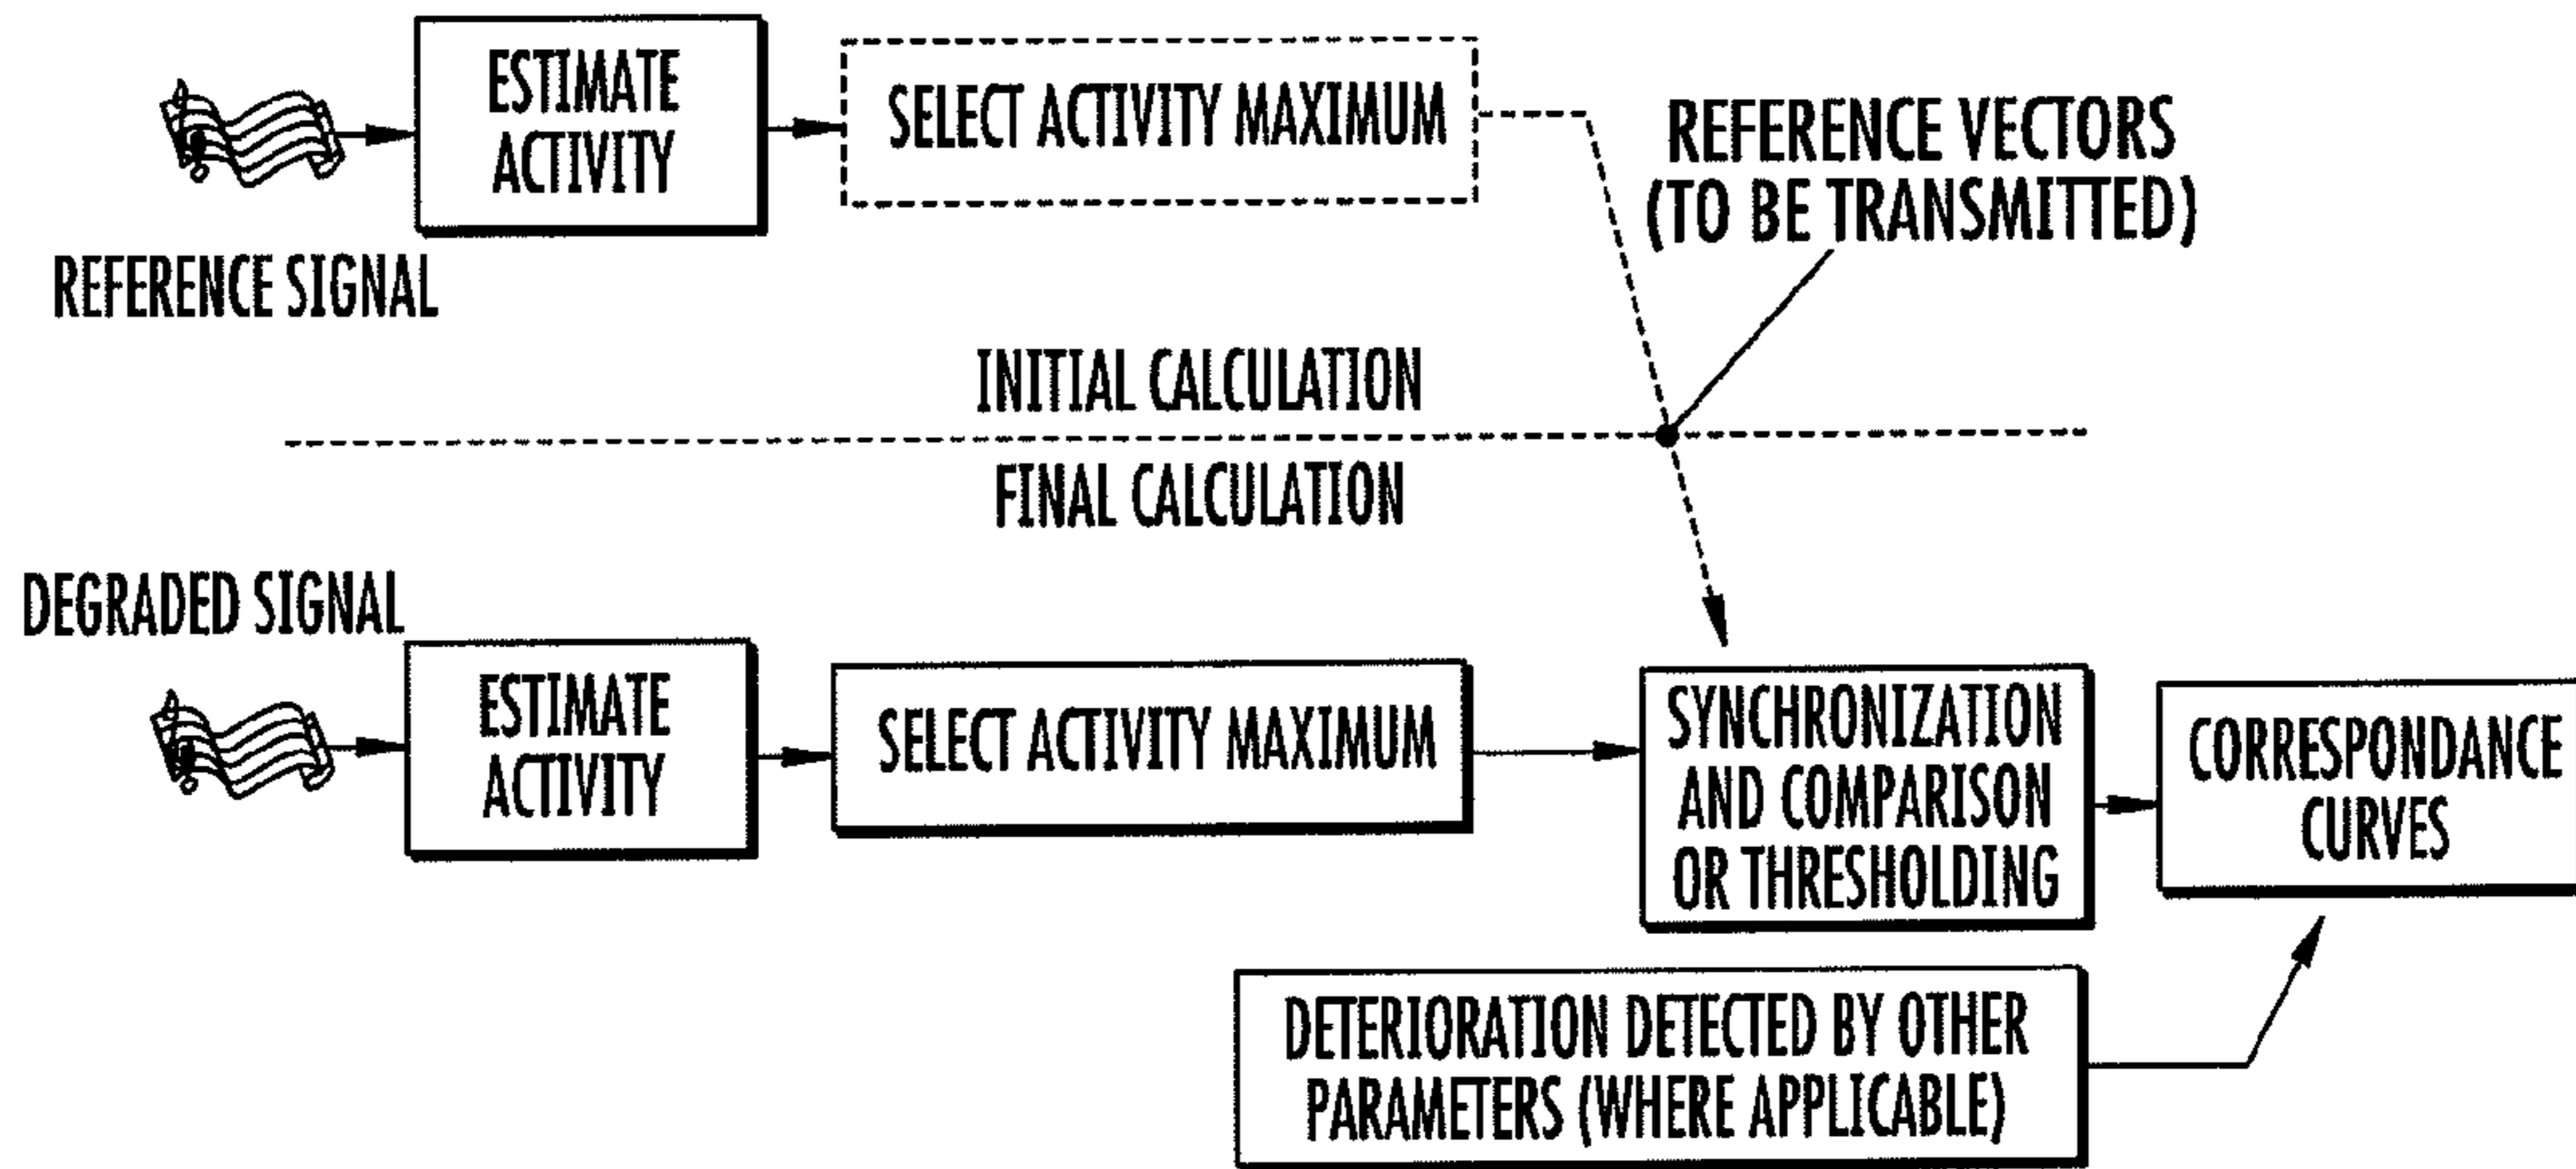 ESTIMATE
ACTIVITY
SELECT ACTIVITY MAXIMUM
REFERENCE VECTORS
(TO BE TRANSMITTED)
REFERENCE SIGNAL
INITIAL CALCULATION
FINAL CALCULATION
DEGRADED SIGNAL
ESTIMATE
ACTIVITY
SELECT ACTIVITY MAXIMUM
SYNCHRONIZATION
AND COMPARISON
OR THRESHOLDING
CORRESPONDANCE
CURVES
DETERIORATION DETECTED BY OTHER
PARAMETERS (WHERE APPLICABLE)